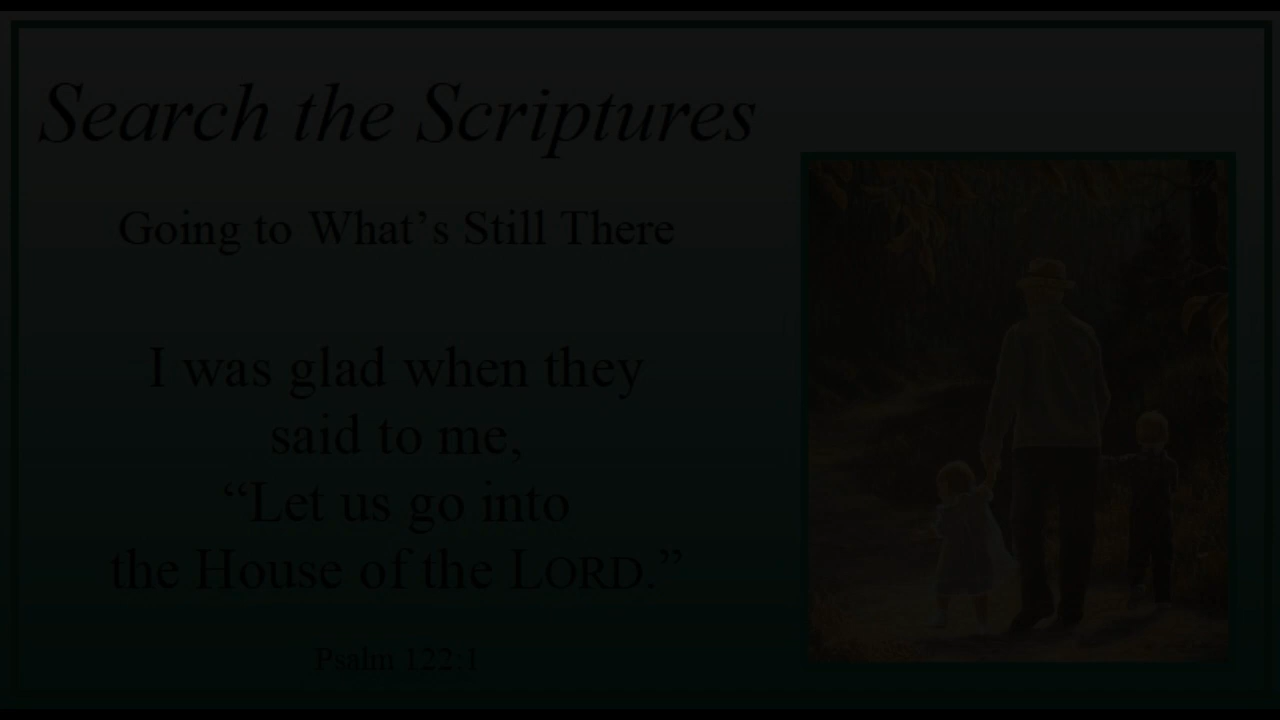 Search the Scriptures
Going to What’s Still There
I was glad when they
said to me,
“Let us go into
the House of the LORD.”
Psalm 122:1